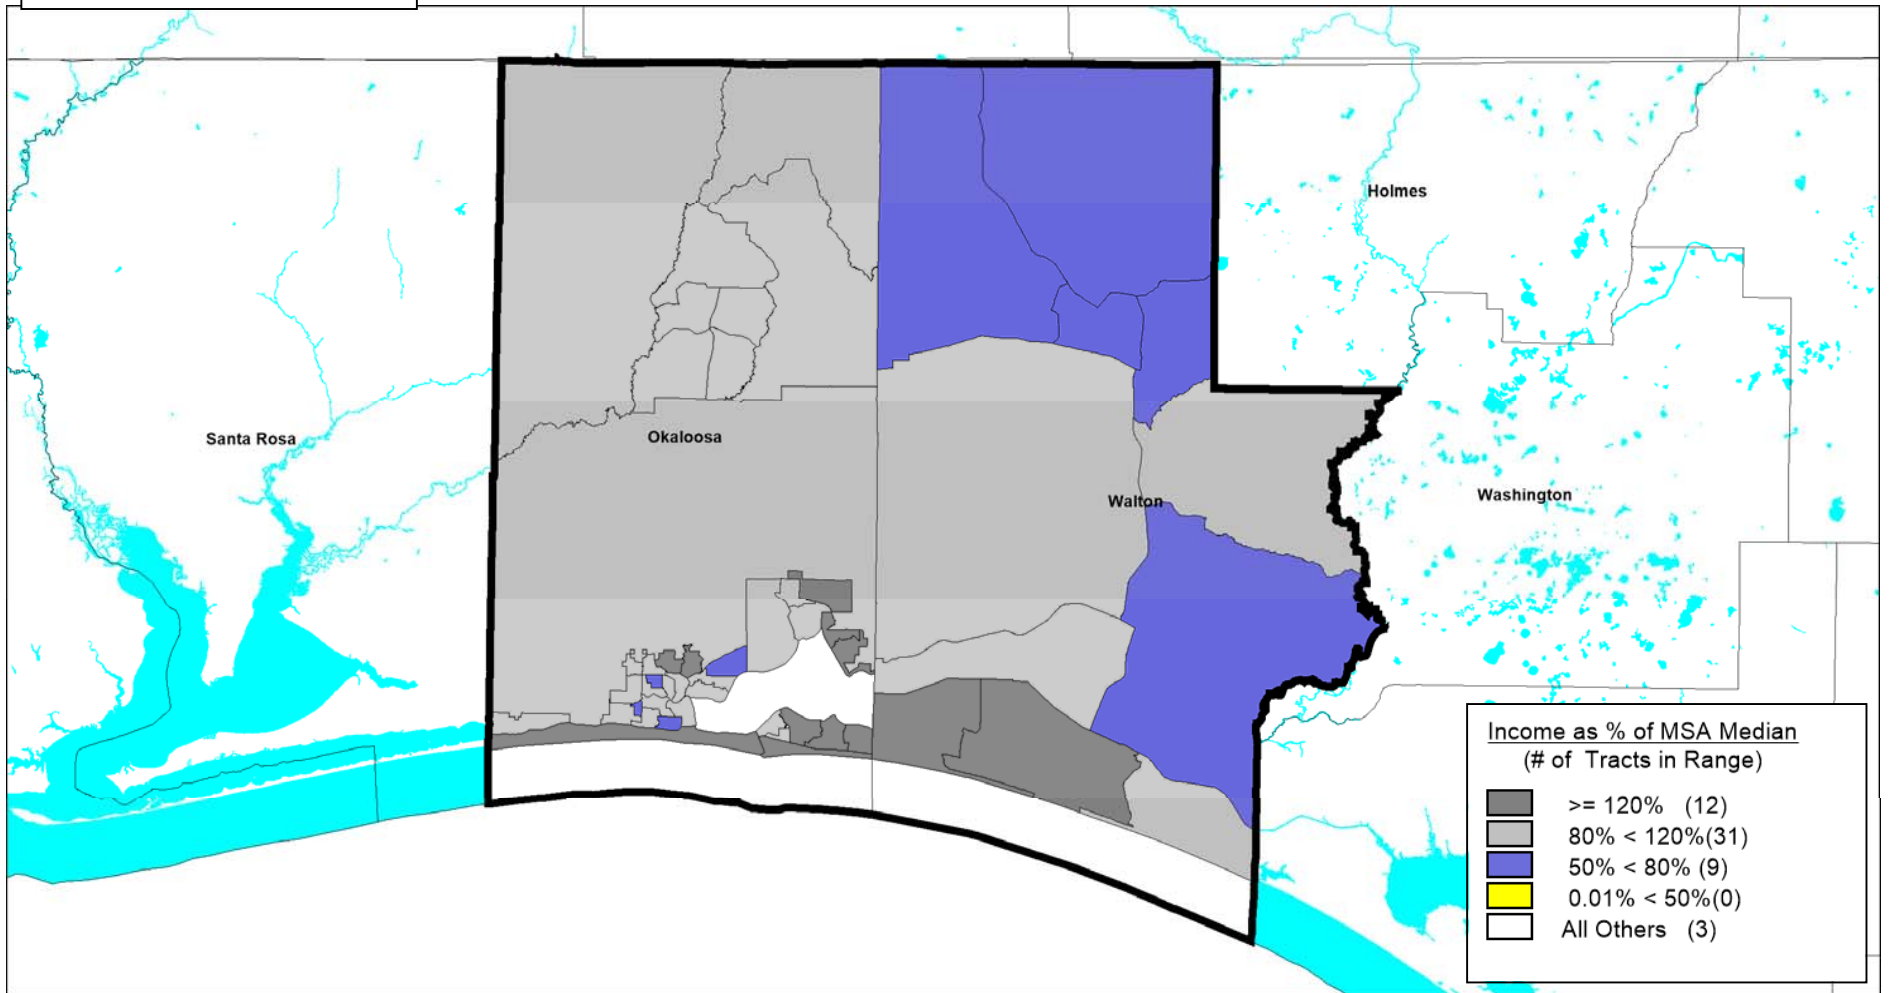 Holmes
Santa Rosa
Okaloosa
Walton
Washington
Income as % of MSA Median
(# of Tracts in Range)
>= 120% (12)
80% < 120%(31)
50% < 80% (9)
0.01% < 50%(0)
All Others (3)